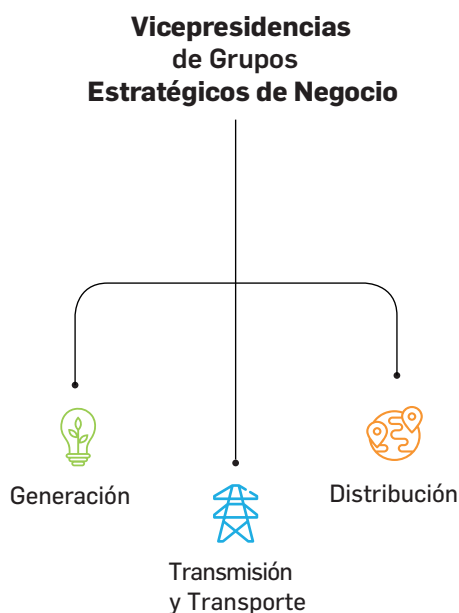 Vicepresidencias
de Grupos
Estratégicos de Negocio
Generación
Distribución
Transmisión
y Transporte